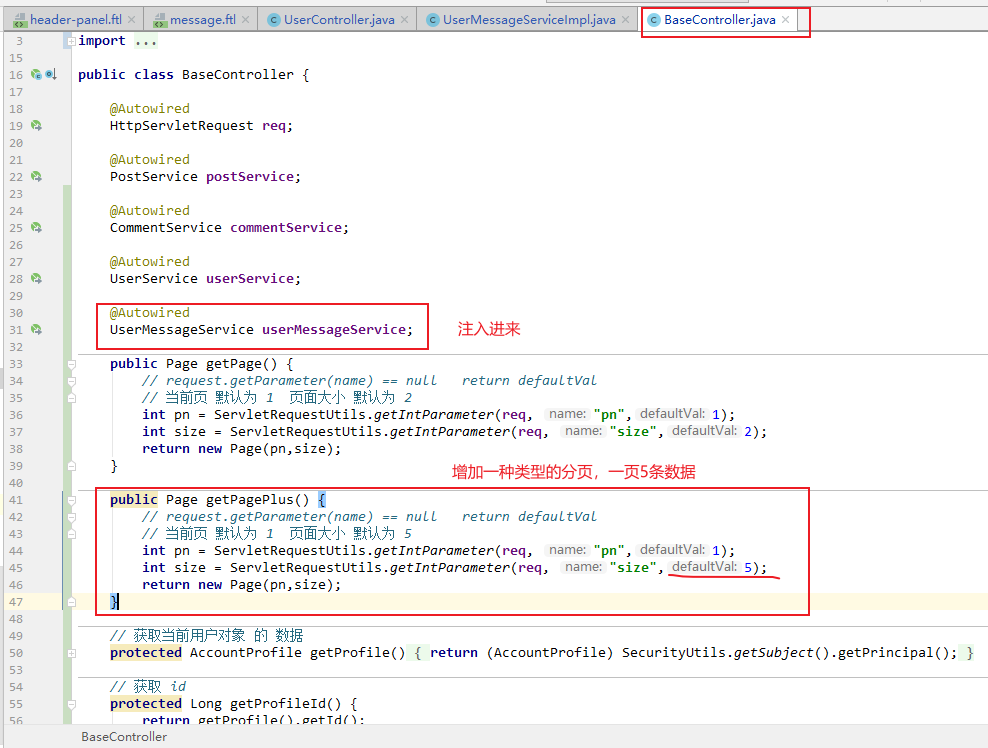 header-panel.ftl × message.ftl × UserController.java × UserMessageServiceImpl.java × BaseController.java ×
3 import ...
15
16 public class BaseController {
17
18 @Autowired
19 HttpServletRequest req;
20
21 @Autowired
22 PostService postService;
23
24 @Autowired
25 CommentService commentService;
26
27 @Autowired
28 UserService userService;
29
30 @Autowired
31 UserMessageService userMessageService; 注入进来
32
33 public Page getPage() {
34 // request.getParameter(name) == null return defaultVal
35 // 当前页 默认为 1 页面大小 默认为 2
36 int pn = ServletRequestUtils.getIntParameter(req, name: "pn", defaultVal: 1);
37 int size = ServletRequestUtils.getIntParameter(req, name: "size", defaultVal: 2);
38 return new Page(pn,size);
39 }
增加一种类型的分页，一页5条数据
40
41 public Page getPagePlus() {
42 // request.getParameter(name) == null return defaultVal
43 // 当前页 默认为 1 页面大小 默认为 5
44 int pn = ServletRequestUtils.getIntParameter(req, name: "pn", defaultVal: 1);
45 int size = ServletRequestUtils.getIntParameter(req, name: "size", defaultVal: 5);
46 return new Page(pn,size);
47 }
48
49 // 获取当前用户对象 的 数据
50 protected AccountProfile getProfile() { return (AccountProfile) SecurityUtils.getSubject().getPrincipal(); }
53
54 // 获取 id
55 protected Long getProfileId() {
56 return getProfile().getId();
BaseController